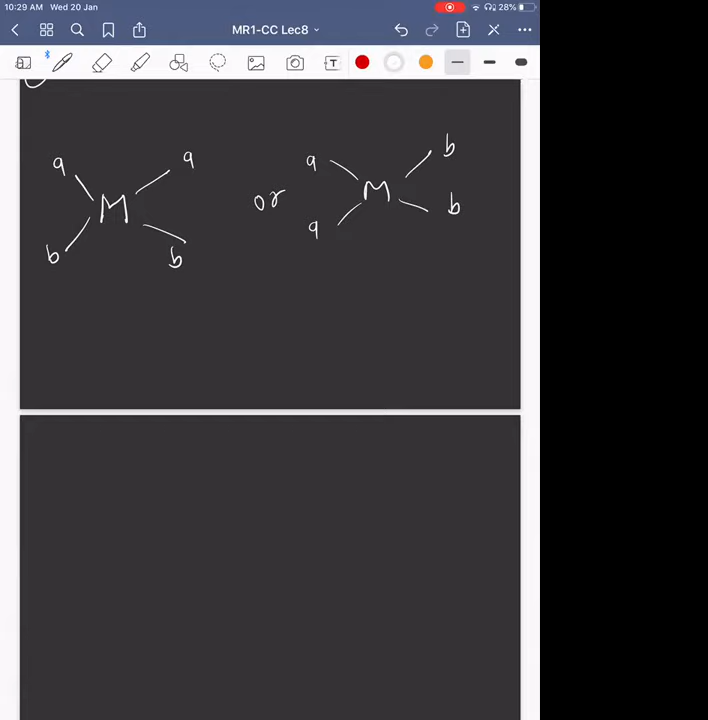 10:29 AM Wed 20 Jan 28%
MR1-CC Lec8
T
a a
M
b b
or
a b
M
a b